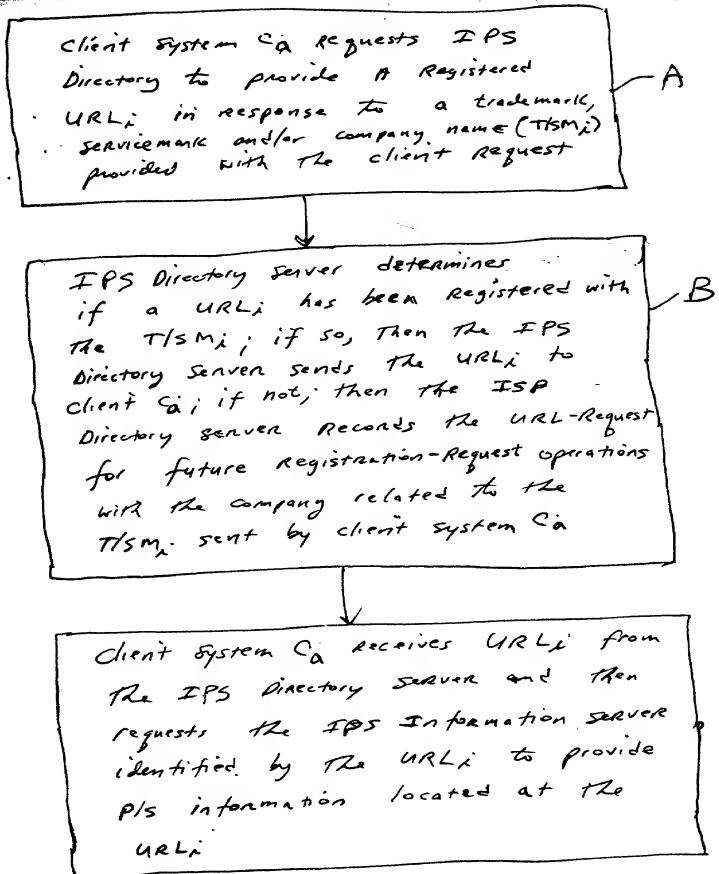 Client System Ca Requests IPS
Directory to provide A Registered
URLi in response to a trademark,
servicemark and/or company name (T/SMi)
provided with the client request
A
IPS Directory Server determines
if a URLi has been Registered with
the T/SMi; if so, then the IPS
Directory Server sends the URLi to
client Ca; if not, then the ISP
Directory server Records the URL-Request
for future Registration-Request operations
with the company related to the
T/SMi sent by client system Ca
B
Client System Ca Receives URLi from
the IPS Directory Server and then
requests the IPS Information Server
identified by the URLi to provide
P/S information located at the
URLi